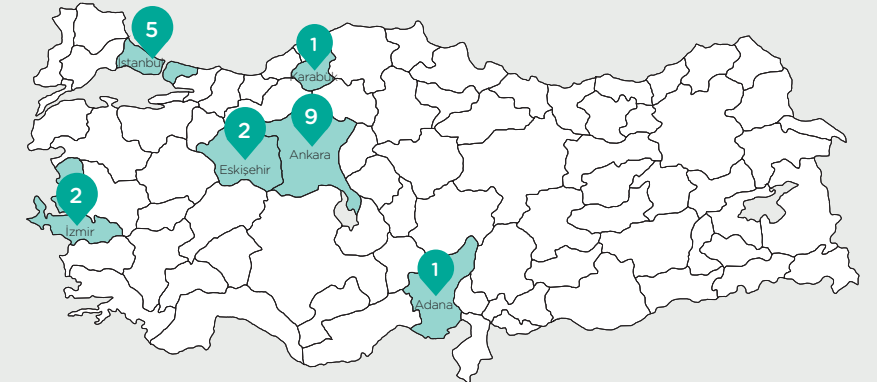 5
İstanbul
1
Karabük
2
Eskişehir
9
Ankara
2
İzmir
1
Adana